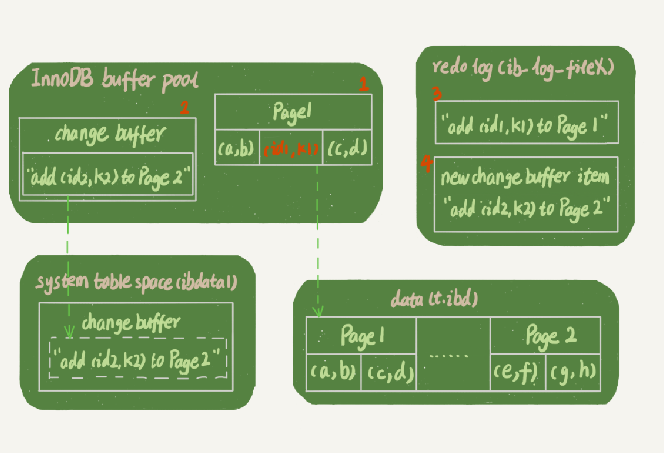 InnoDB buffer pool
1
Page1
(a,b) (id1,k1) (c,d)
2
change buffer
"add (id2,k2) to Page 2"
redo log (ib-log-fileX)
3
"add (id1,k1) to Page 1"
4
new change buffer item
"add (id2,k2) to Page 2"
system table space (ibdata1)
change buffer
"add (id2,k2) to Page 2"
data (t.ibd)
Page1 ...... Page 2
(a,b) (c,d) (e,f) (g,h)